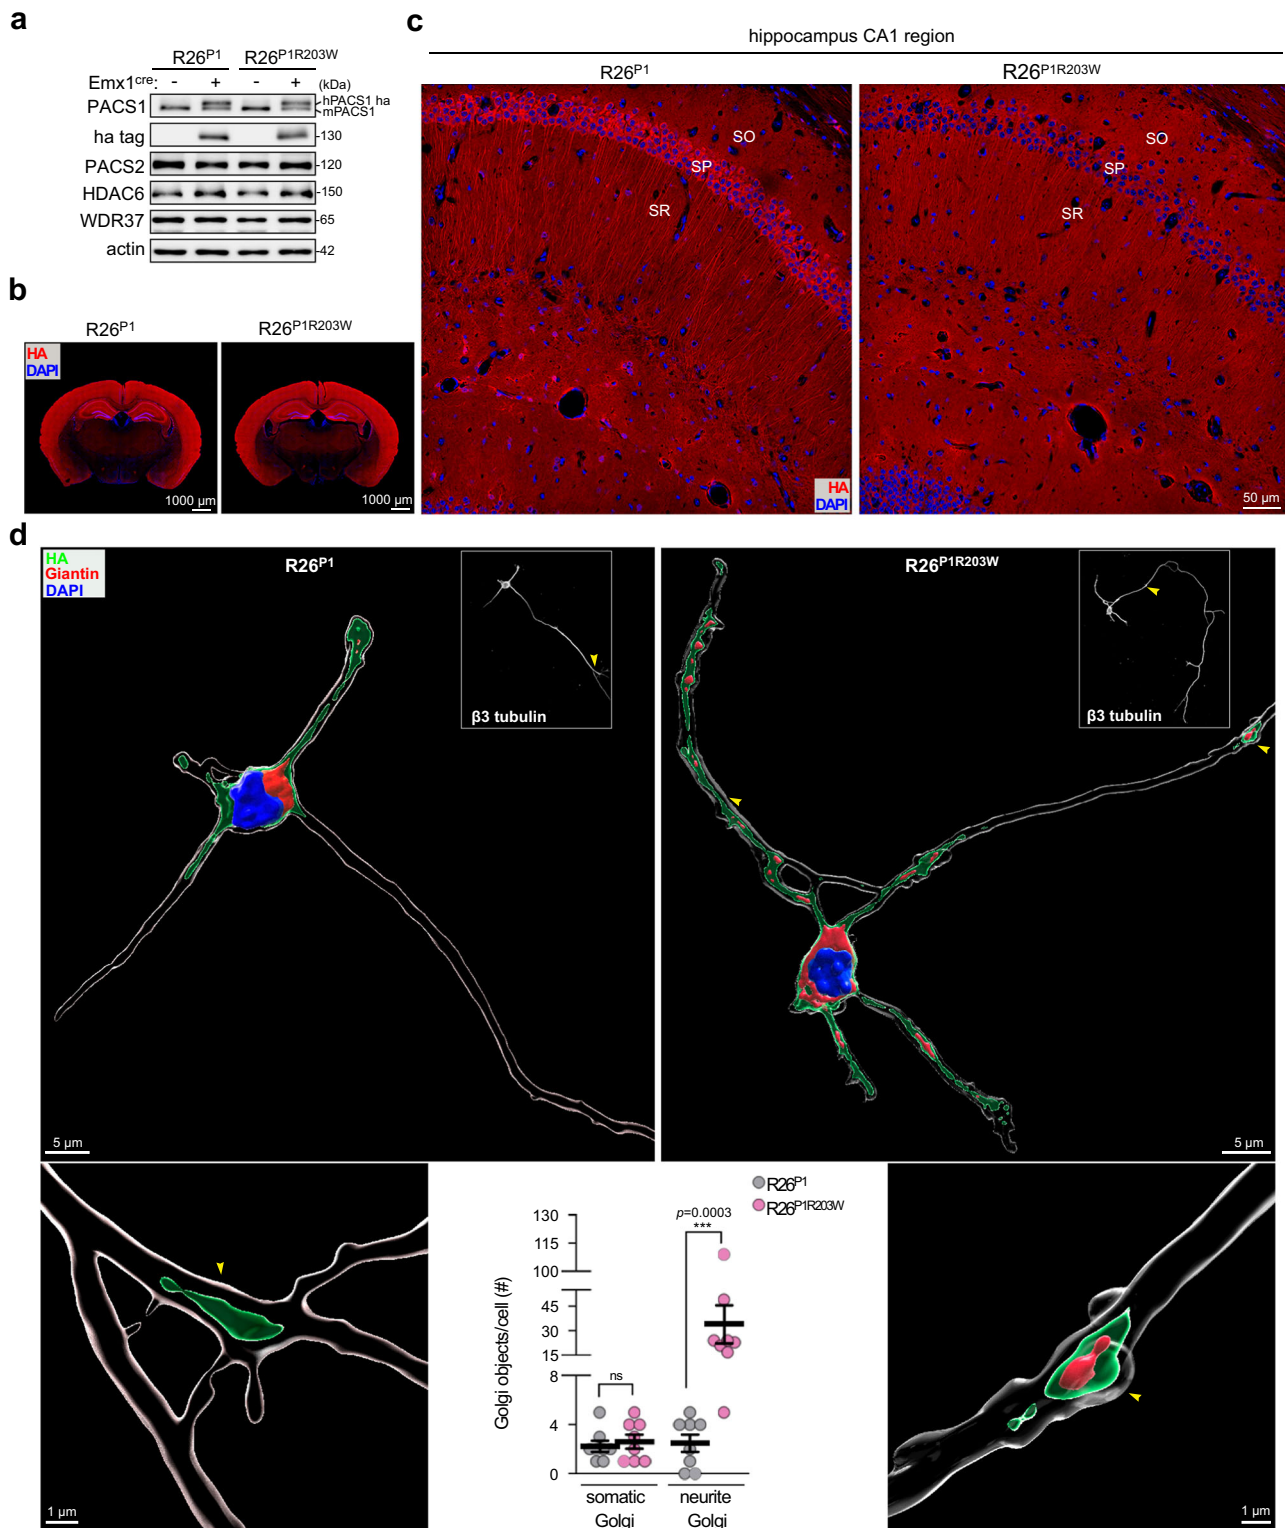 a
R26P1 R26P1R203W
Emx1cre: - + - + (kDa)
PACS1 hPACS1 ha
mPACS1
ha tag -130
PACS2 -120
HDAC6 -150
WDR37 -65
actin -42
b
R26P1 R26P1R203W
HA
DAPI
1000 µm 1000 µm
c
hippocampus CA1 region
R26P1 R26P1R203W
SO SO
SP SP
SR SR
HA
DAPI
50 µm
d
HA
Giantin
DAPI
R26P1 R26P1R203W
β3 tubulin β3 tubulin
5 µm 5 µm
R26P1
R26P1R203W
p=0.0003
***
130
115
100
45
30
15
8
4
0
ns
Golgi objects/cell (#)
somatic neurite
Golgi Golgi
1 µm 1 µm